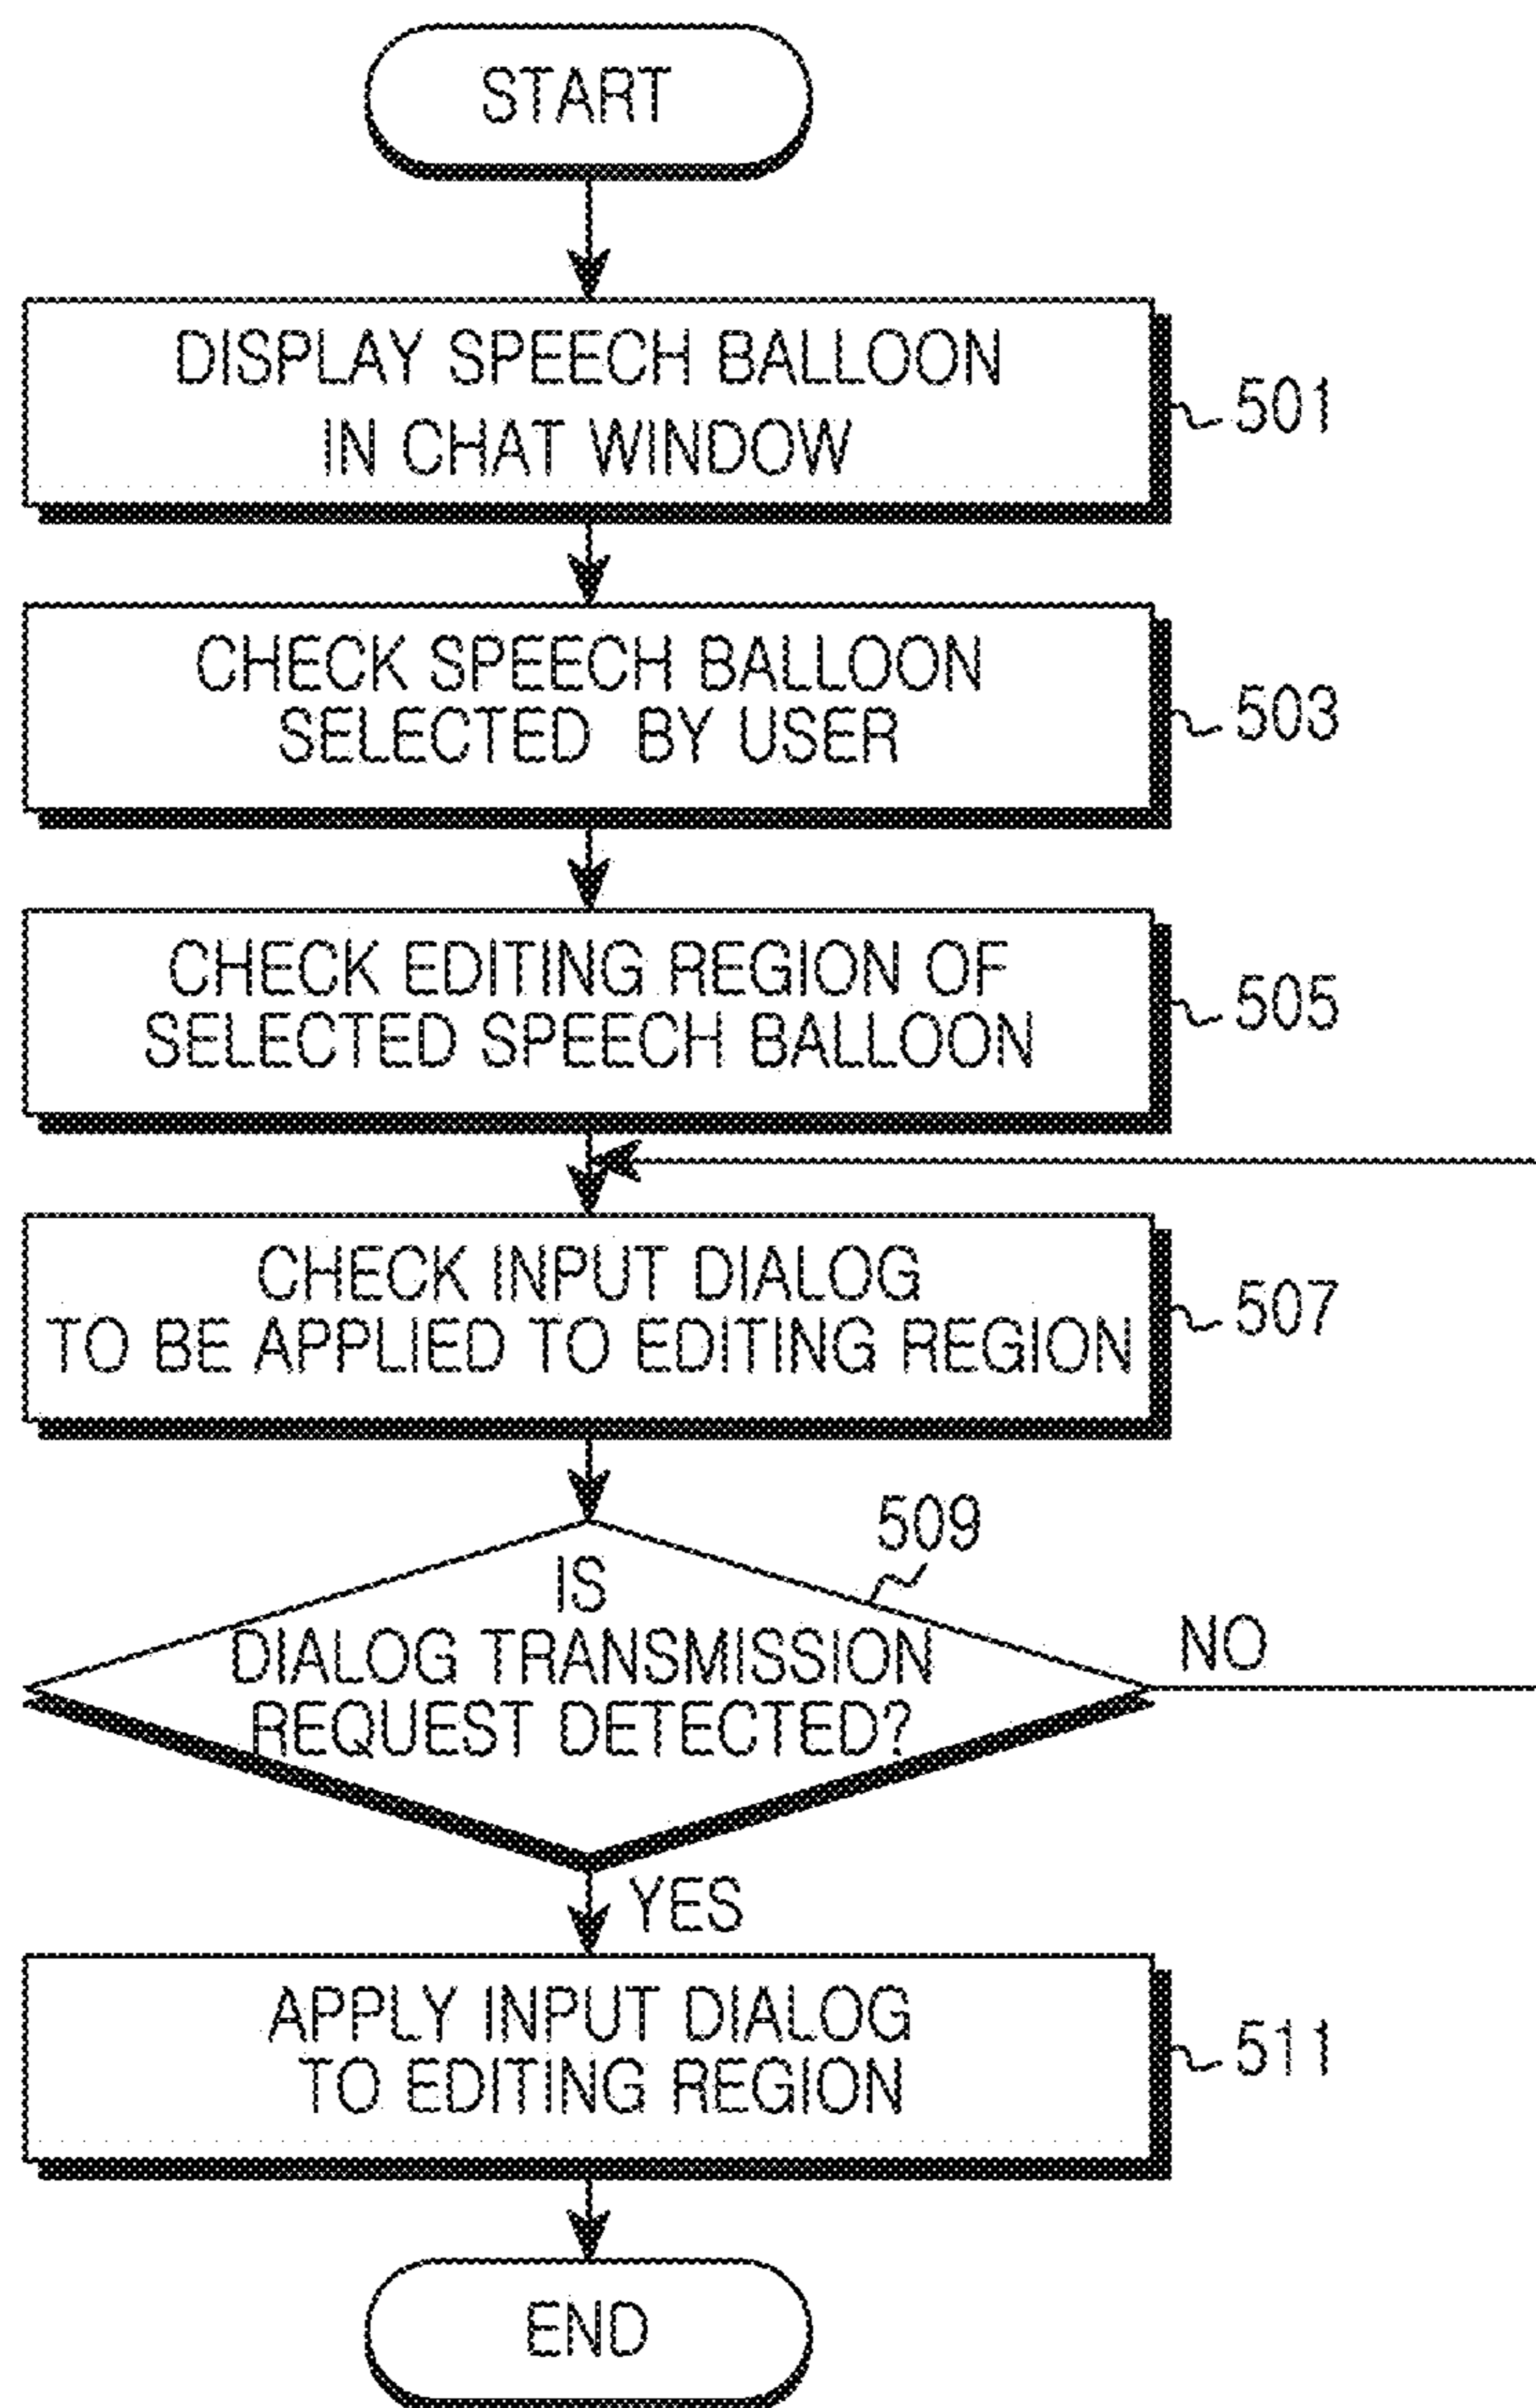 START
DISPLAY SPEECH BALLOON
IN CHAT WINDOW
501
CHECK SPEECH BALLOON
SELECTED BY USER
503
CHECK EDITING REGION OF
SELECTED SPEECH BALLOON
505
CHECK INPUT DIALOG
TO BE APPLIED TO EDITING REGION
507
509
IS
DIALOG TRANSMISSION
REQUEST DETECTED?
NO
YES
APPLY INPUT DIALOG
TO EDITING REGION
511
END